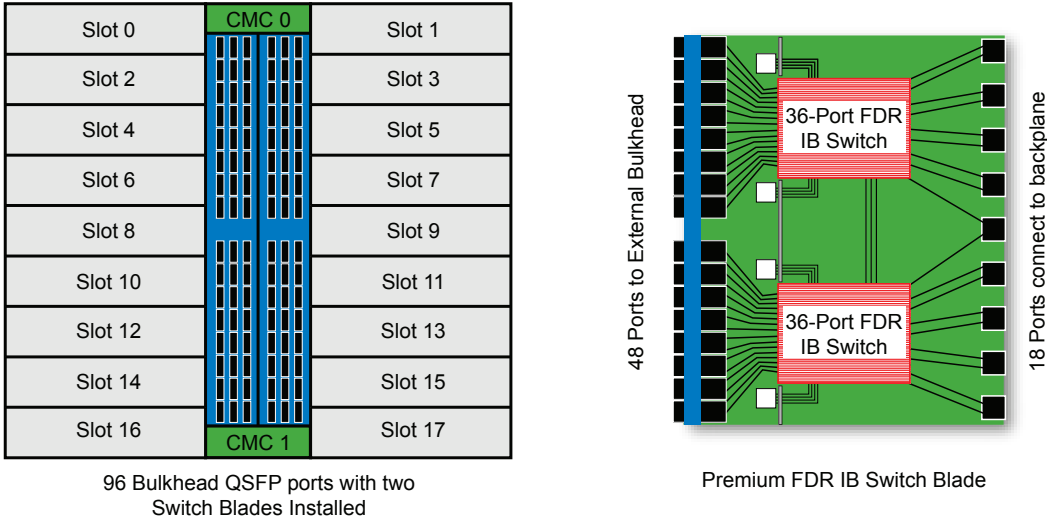 Slot 0
CMC 0
Slot 1
Slot 2
Slot 3
Slot 4
Slot 5
Slot 6
Slot 7
Slot 8
Slot 9
Slot 10
Slot 11
Slot 12
Slot 13
Slot 14
Slot 15
Slot 16
CMC 1
Slot 17
96 Bulkhead QSFP ports with two
Switch Blades Installed
48 Ports to External Bulkhead
36-Port FDR
IB Switch
36-Port FDR
IB Switch
18 Ports connect to backplane
Premium FDR IB Switch Blade